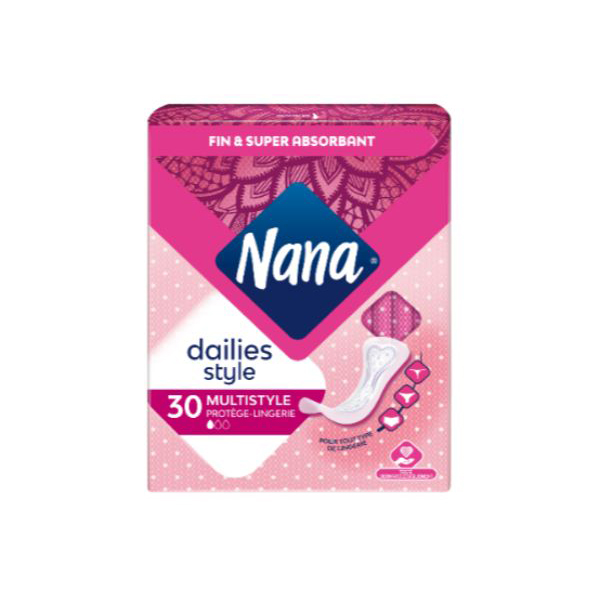 FIN & SUPER ABSORBANT
Nana®
dailies
style
30 MULTISTYLE
PROTÈGE-LINGERIE
POUR TOUT TYPE
DE LINGERIE